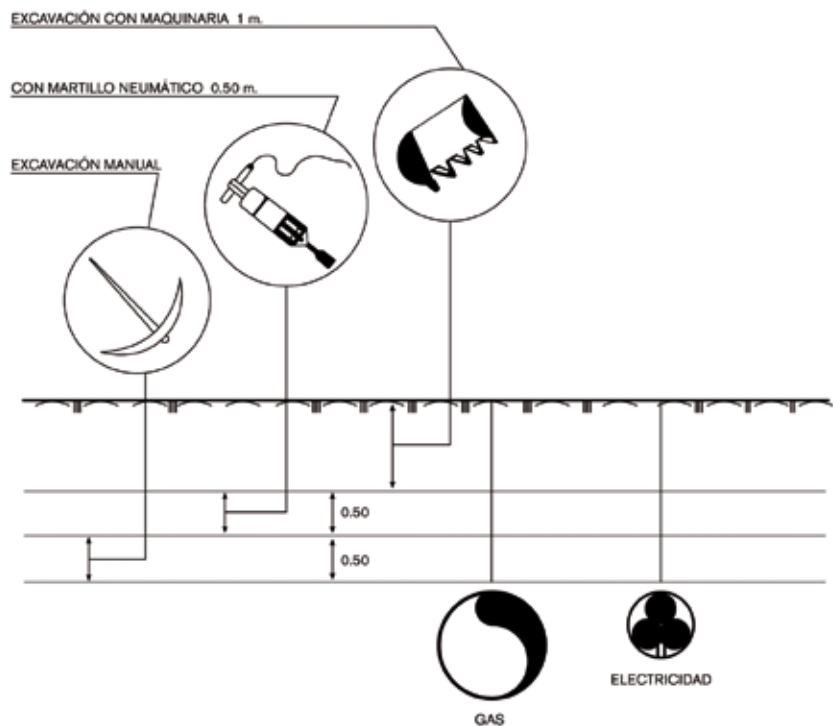 EXCAVACIÓN CON MAQUINARIA 1 m.
CON MARTILLO NEUMÁTICO 0.50 m.
EXCAVACIÓN MANUAL
0.50
0.50
ELECTRICIDAD
GAS